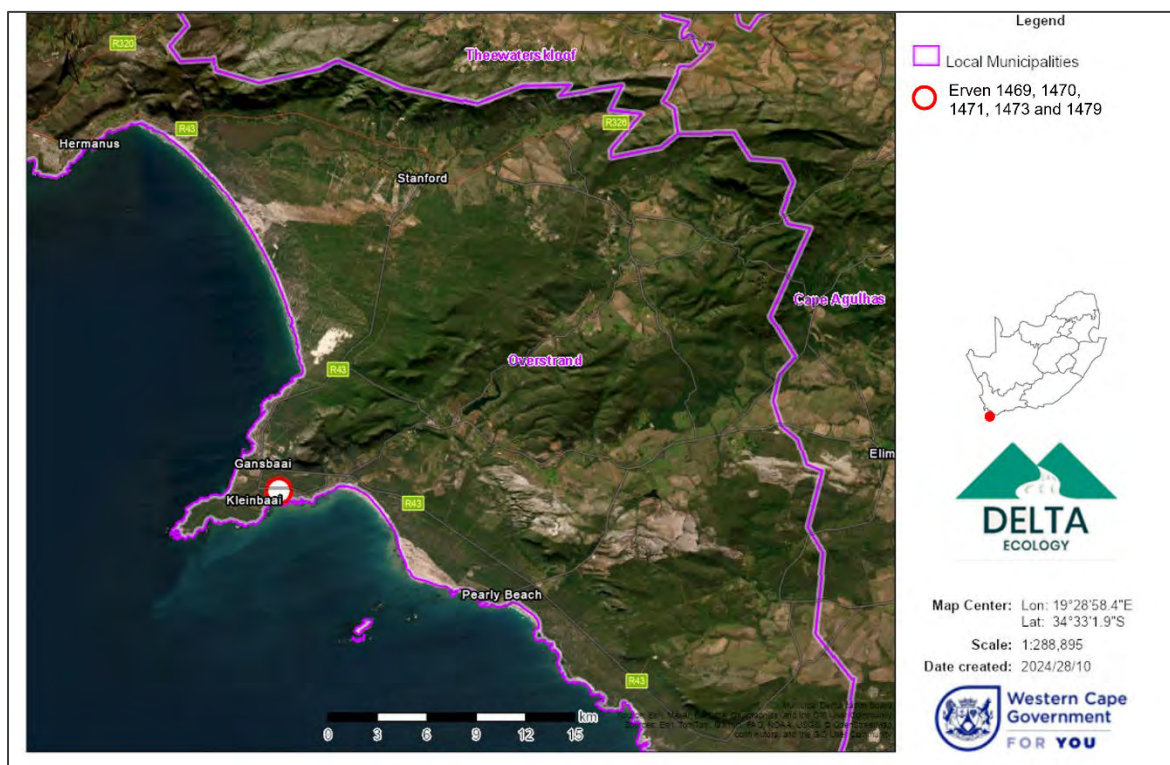 R320
Theewaterskloof
R43
R326
Hermanus
Stanford
Cape Agulhas
Overstrand
R43
Elim
Gansbaai
Kleinbaai
R43
Pearly Beach
R43
km
0 3 6 9 12 15
Legend
Local Municipalities
Erven 1469, 1470,
1471, 1473 and 1479
DELTA
ECOLOGY
Map Center: Lon: 19°28'58.4"E
Lat: 34°33'1.9"S
Scale: 1:288,895
Date created: 2024/28/10
Western Cape
Government
FOR YOU